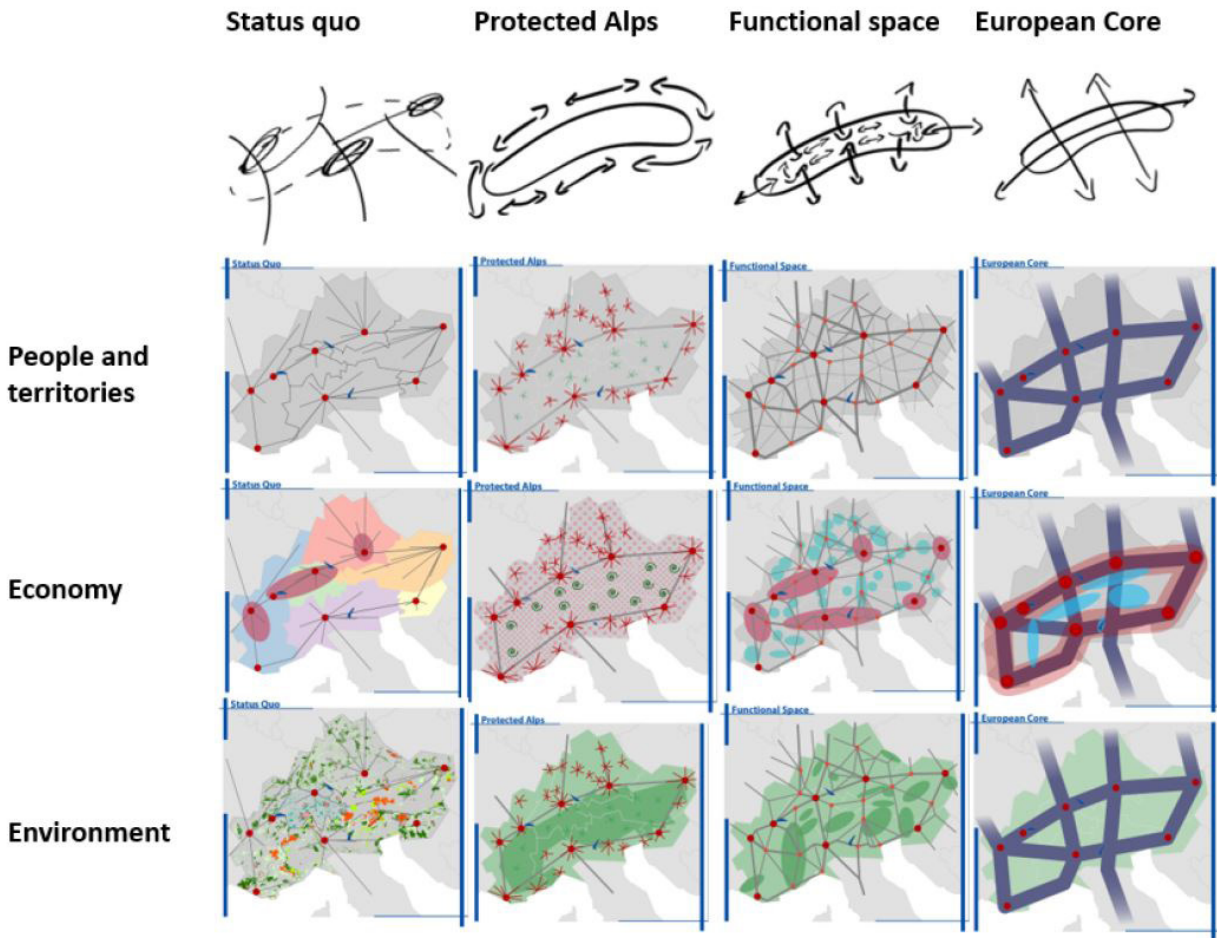 Status quo
Protected Alps
Functional space
European Core
People and
territories
Status Quo
Protected Alps
Functional Space
European Core
Economy
Status Quo
Protected Alps
Functional Space
European Core
Environment
Status Quo
Protected Alps
Functional Space
European Core